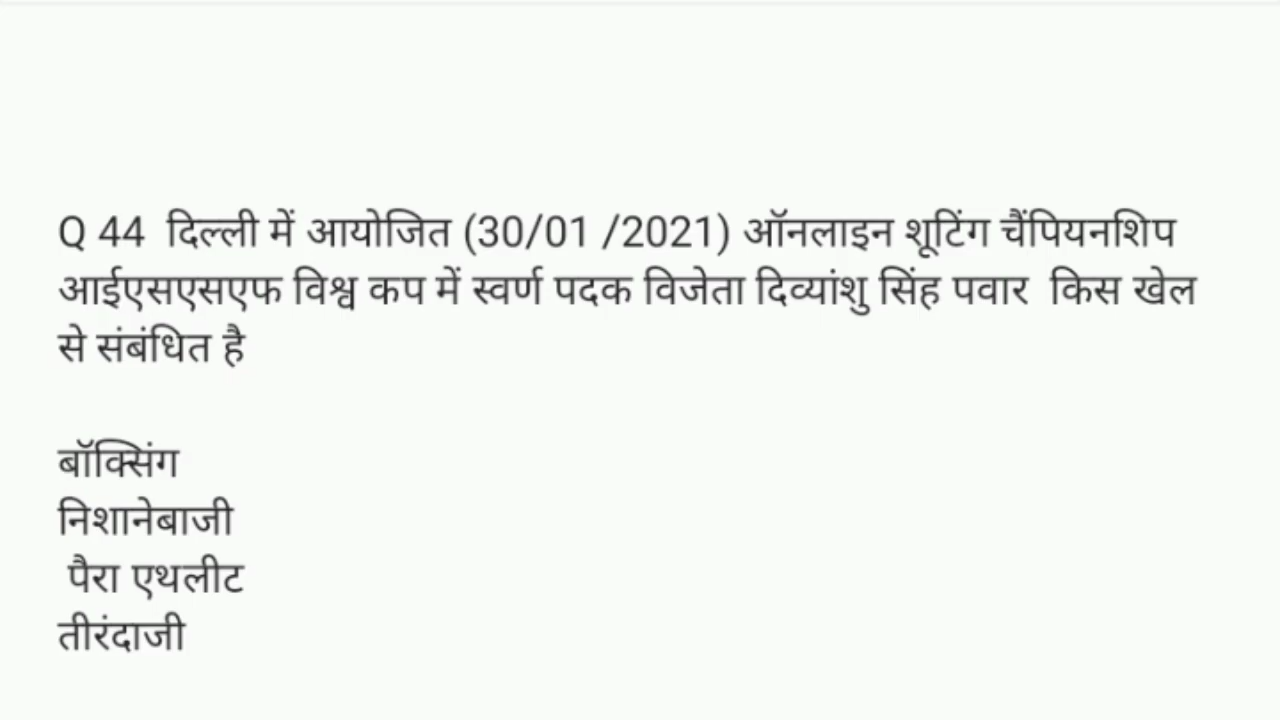 Q 44 दिल्ली में आयोजित (30/01 /2021) ऑनलाइन शूटिंग चैंपियनशिप
आईएसएसएफ विश्व कप में स्वर्ण पदक विजेता दिव्यांशु सिंह पवार किस खेल
से संबंधित है
बॉक्सिंग
निशानेबाजी
पैरा एथलीट
तीरंदाजी